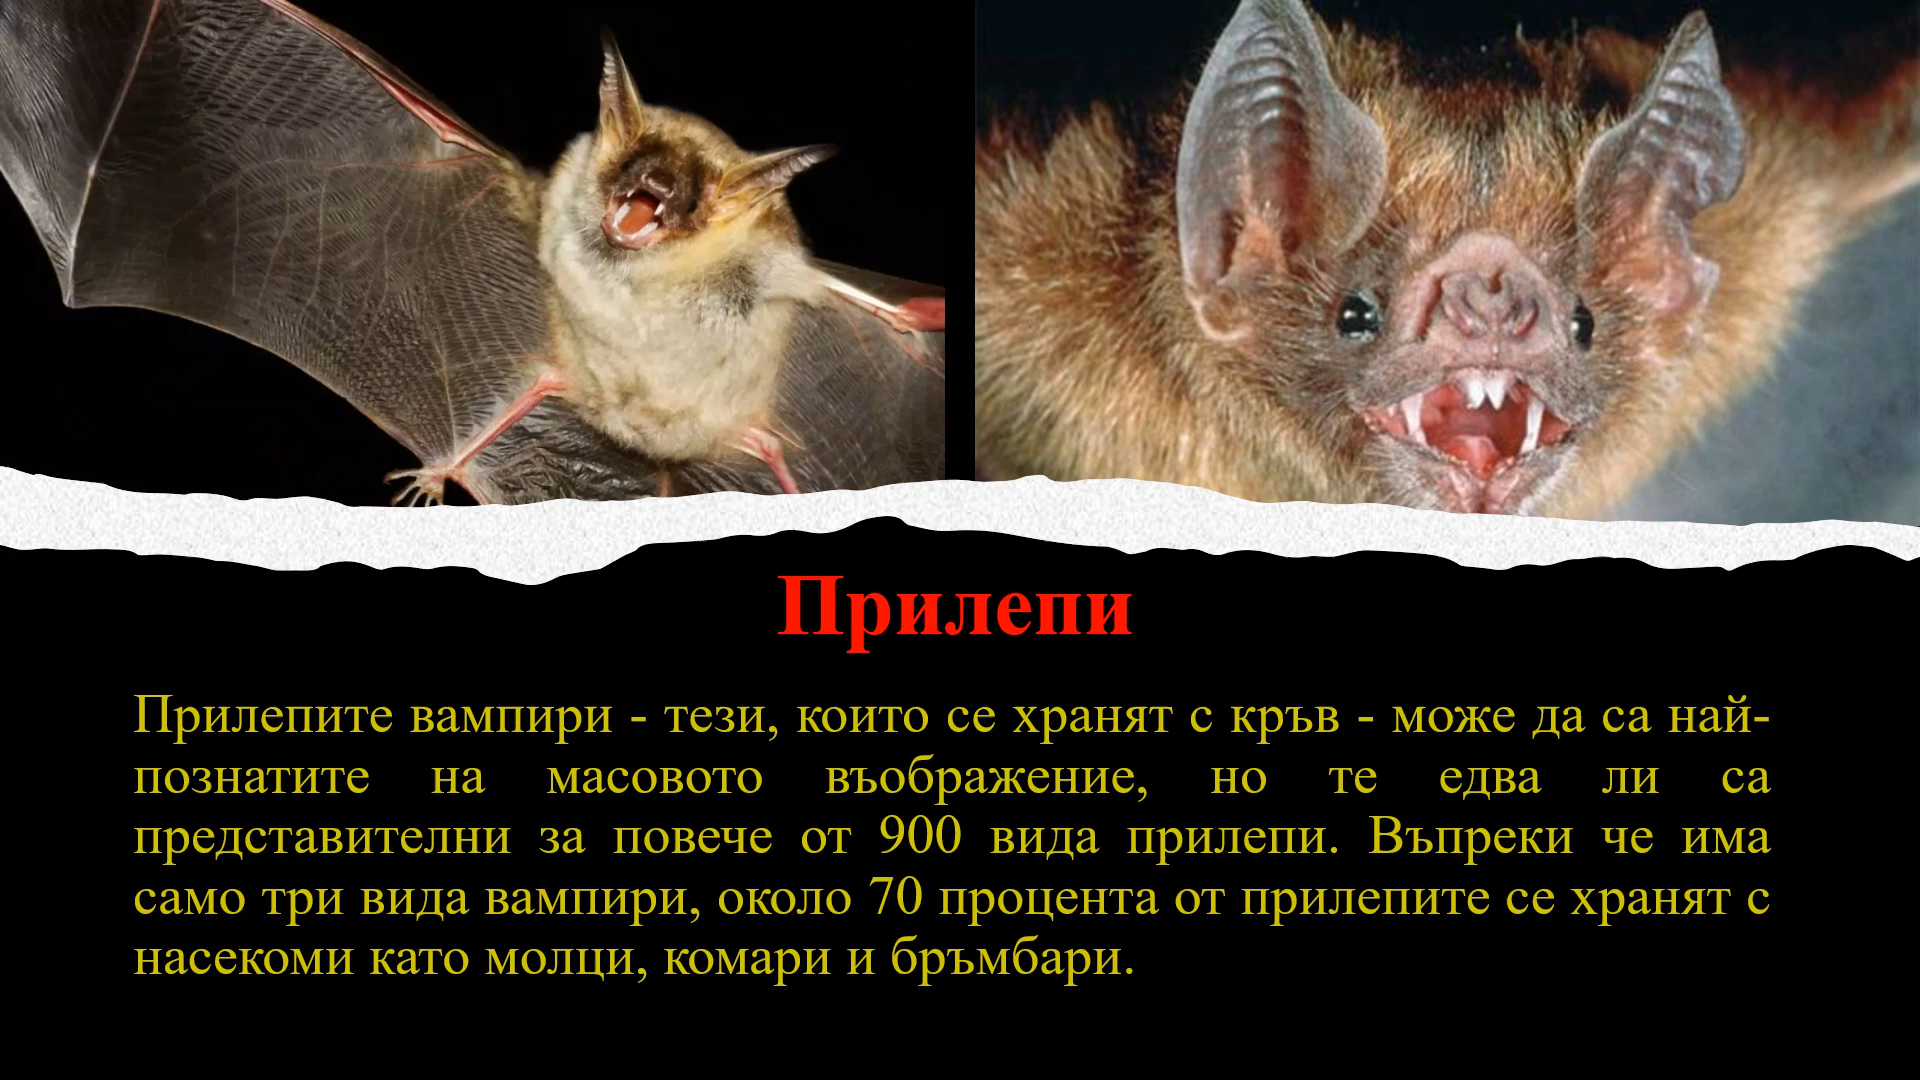 Прилепи
Прилепите вампири - тези, които се хранят с кръв - може да са най-
познатите на масовото въображение, но те едва ли са
представителни за повече от 900 вида прилепи. Въпреки че има
само три вида вампири, около 70 процента от прилепите се хранят с
насекоми като молци, комари и бръмбари.